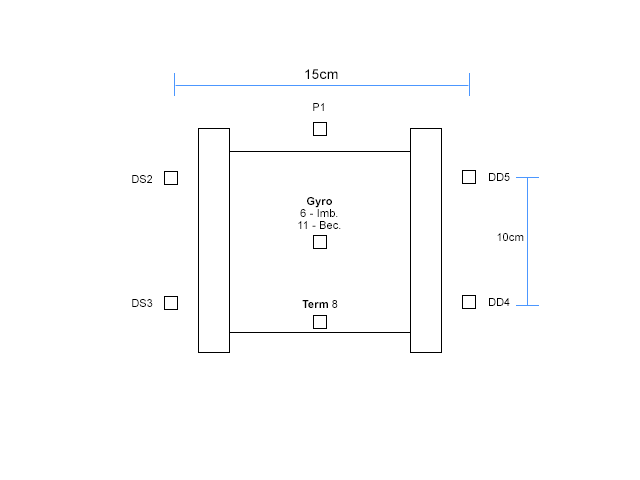 15cm
P1
DS2
DD5
Gyro
6 - Imb.
11 - Bec.
10cm
DS3
Term 8
DD4